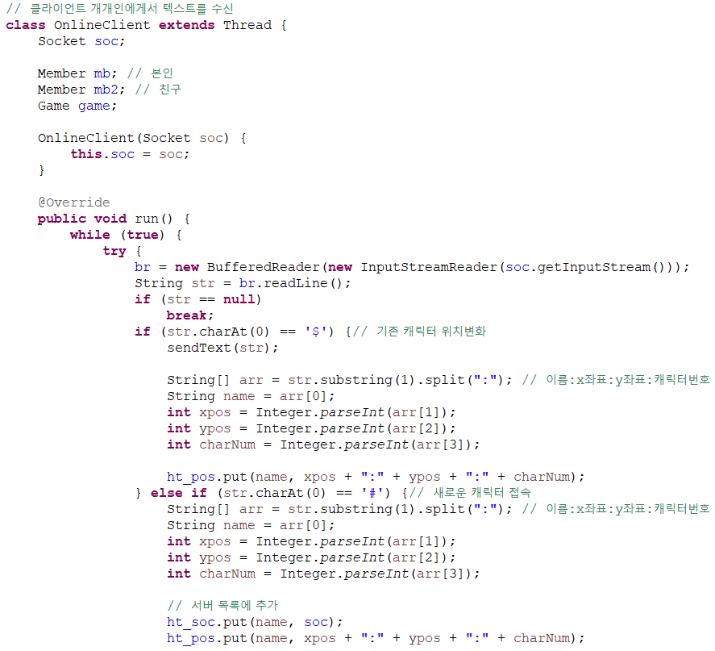 // 클라이언트 개개인에게서 텍스트를 수신
class OnlineClient extends Thread {
    Socket soc;

    Member mb; // 본인
    Member mb2; // 친구
    Game game;

    OnlineClient(Socket soc) {
        this.soc = soc;
    }

    @Override
    public void run() {
        while (true) {
            try {
                br = new BufferedReader(new InputStreamReader(soc.getInputStream()));
                String str = br.readLine();
                if (str == null)
                    break;
                if (str.charAt(0) == '$') {// 기존 캐릭터 위치변화
                    sendText(str);

                    String[] arr = str.substring(1).split(":"); // 이름:x좌표:y좌표:캐릭터번호
                    String name = arr[0];
                    int xpos = Integer.parseInt(arr[1]);
                    int ypos = Integer.parseInt(arr[2]);
                    int charNum = Integer.parseInt(arr[3]);

                    ht_pos.put(name, xpos + ":" + ypos + ":" + charNum);
                } else if (str.charAt(0) == '#') {// 새로운 캐릭터 접속
                    String[] arr = str.substring(1).split(":"); // 이름:x좌표:y좌표:캐릭터번호
                    String name = arr[0];
                    int xpos = Integer.parseInt(arr[1]);
                    int ypos = Integer.parseInt(arr[2]);
                    int charNum = Integer.parseInt(arr[3]);

                    // 서버 목록에 추가
                    ht_soc.put(name, soc);
                    ht_pos.put(name, xpos + ":" + ypos + ":" + charNum);